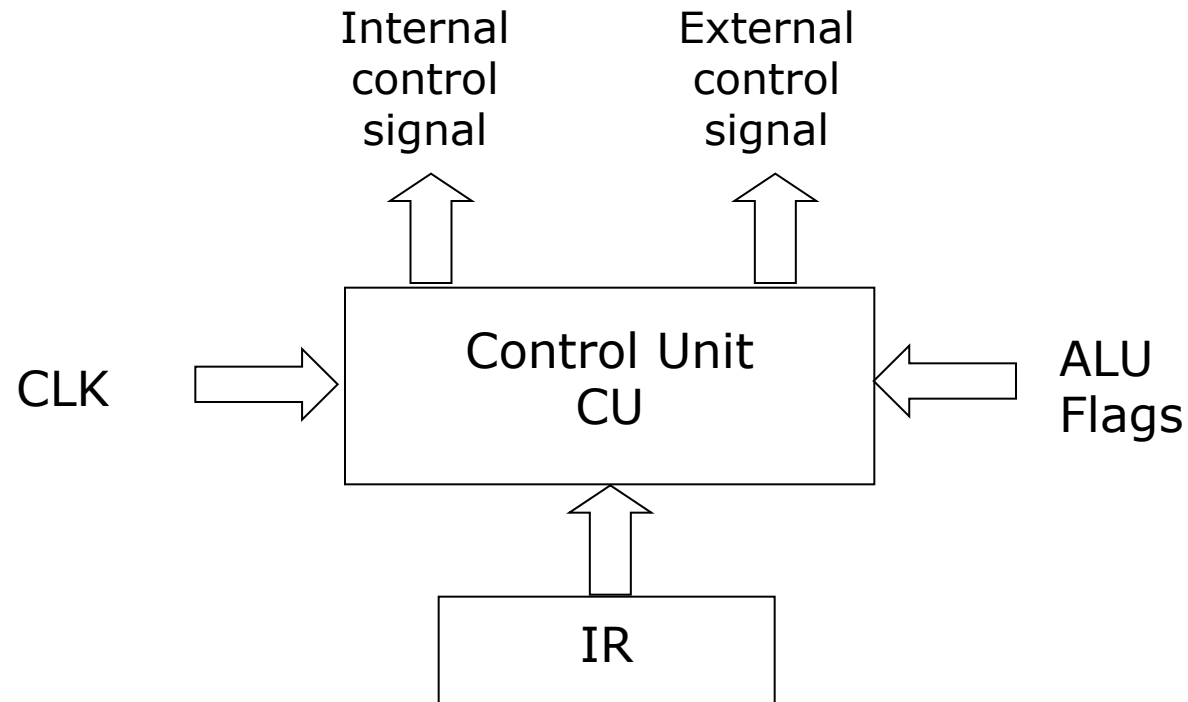 Internal
control
signal
External
control
signal
Control Unit
CU
CLK
ALU
Flags
IR